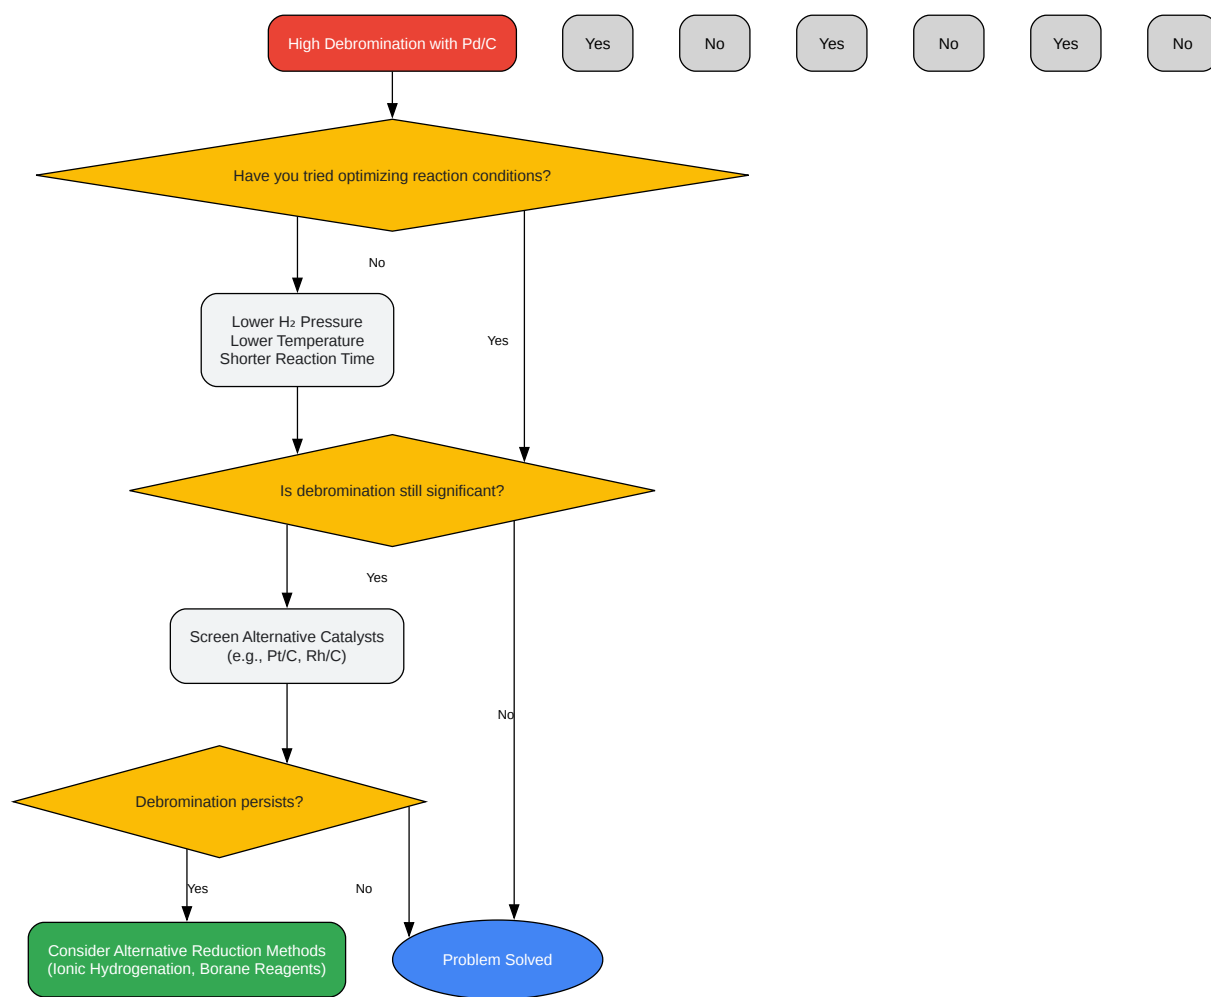 High Debromination with Pd/C
Yes
No
Yes
No
Yes
No
Have you tried optimizing reaction conditions?
No
Lower H₂ Pressure
Lower Temperature
Shorter Reaction Time
Yes
Is debromination still significant?
Yes
Screen Alternative Catalysts
(e.g., Pt/C, Rh/C)
No
Debromination persists?
Yes
No
Consider Alternative Reduction Methods
(Ionic Hydrogenation, Borane Reagents)
Problem Solved